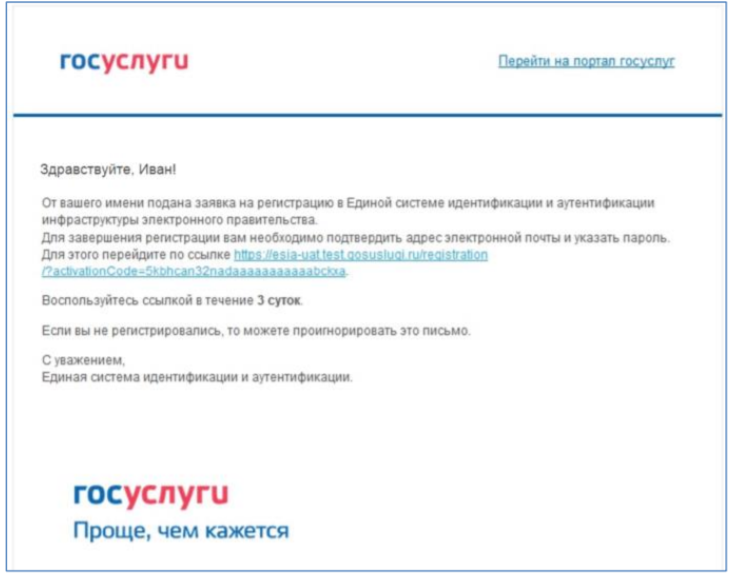 госуслуги
Перейти на портал госуслуг
Здравствуйте, Иван!
От вашего имени подана заявка на регистрацию в Единой системе идентификации и аутентификации
инфраструктуры электронного правительства.
Для завершения регистрации вам необходимо подтвердить адрес электронной почты и указать пароль.
Для этого перейдите по ссылке https://esia-uat.test.gosuslugi.ru/registration
/?activationCode=5kbhcan32nadaaaaaaaaaaabckxa.
Воспользуйтесь ссылкой в течение 3 суток.
Если вы не регистрировались, то можете проигнорировать это письмо.
С уважением,
Единая система идентификации и аутентификации.
госуслуги
Проще, чем кажется